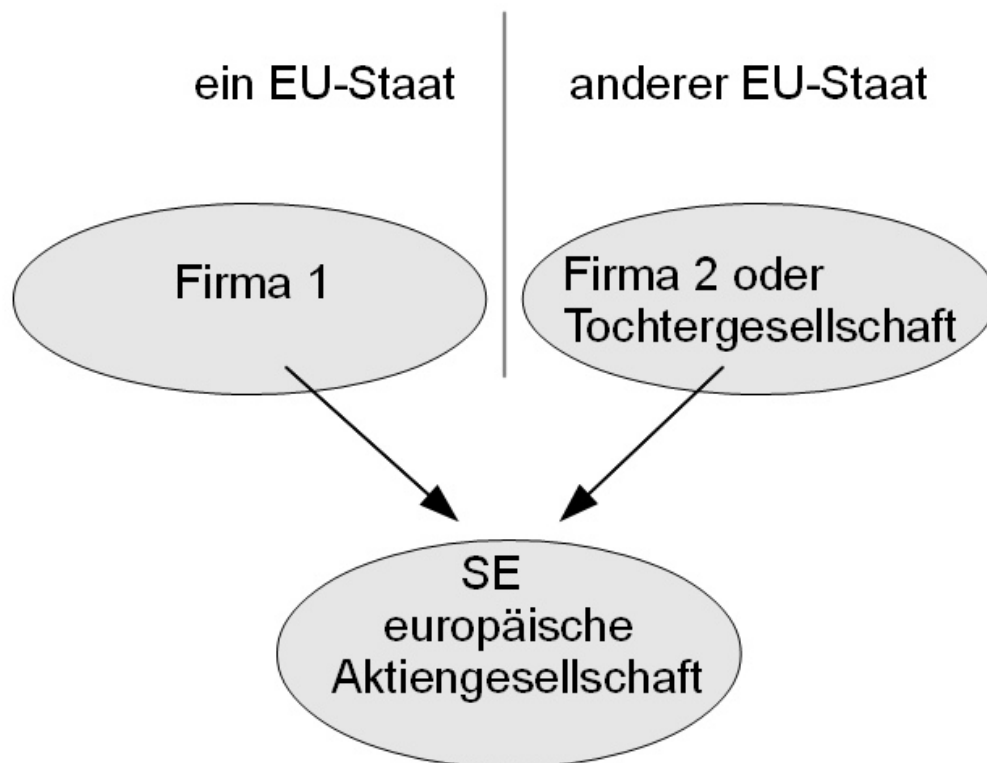 ein EU-Staat
anderer EU-Staat
Firma 1
Firma 2 oder
Tochtergesellschaft
SE
europäische
Aktiengesellschaft